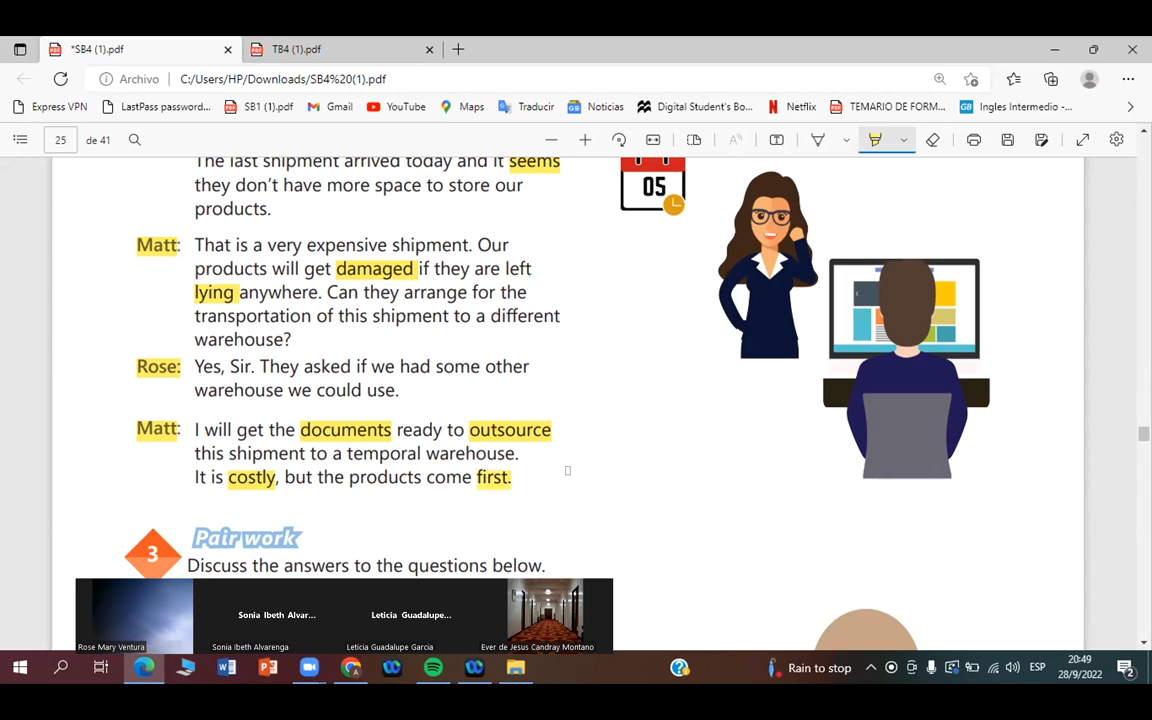 *SB4 (1).pdf
TB4 (1).pdf
Archivo
C:/Users/HP/Downloads/SB4%20(1).pdf
Express VPN
LastPass password...
SB1 (1).pdf
Gmail
YouTube
Maps
Traducir
Noticias
Digital Student's Bo...
Netflix
TEMARIO DE FORM...
Ingles Intermedio -...
25
de 41
The last shipment arrived today and it seems
they don't have more space to store our
products.
05
Matt: That is a very expensive shipment. Our
products will get damaged if they are left
lying anywhere. Can they arrange for the
transportation of this shipment to a different
warehouse?
Rose: Yes, Sir. They asked if we had some other
warehouse we could use.
Matt: I will get the documents ready to outsource
this shipment to a temporal warehouse.
It is costly, but the products come first.
3
Pair work
Discuss the answers to the questions below.
Sonia Ibeth Alvar...
Leticia Guadalupe...
Rose Mary Ventura
Sonia Ibeth Alvarenga
Leticia Guadalupe Garcia
Ever de Jesus Candray Montano
Rain to stop
ESP
20:49
28/9/2022
2